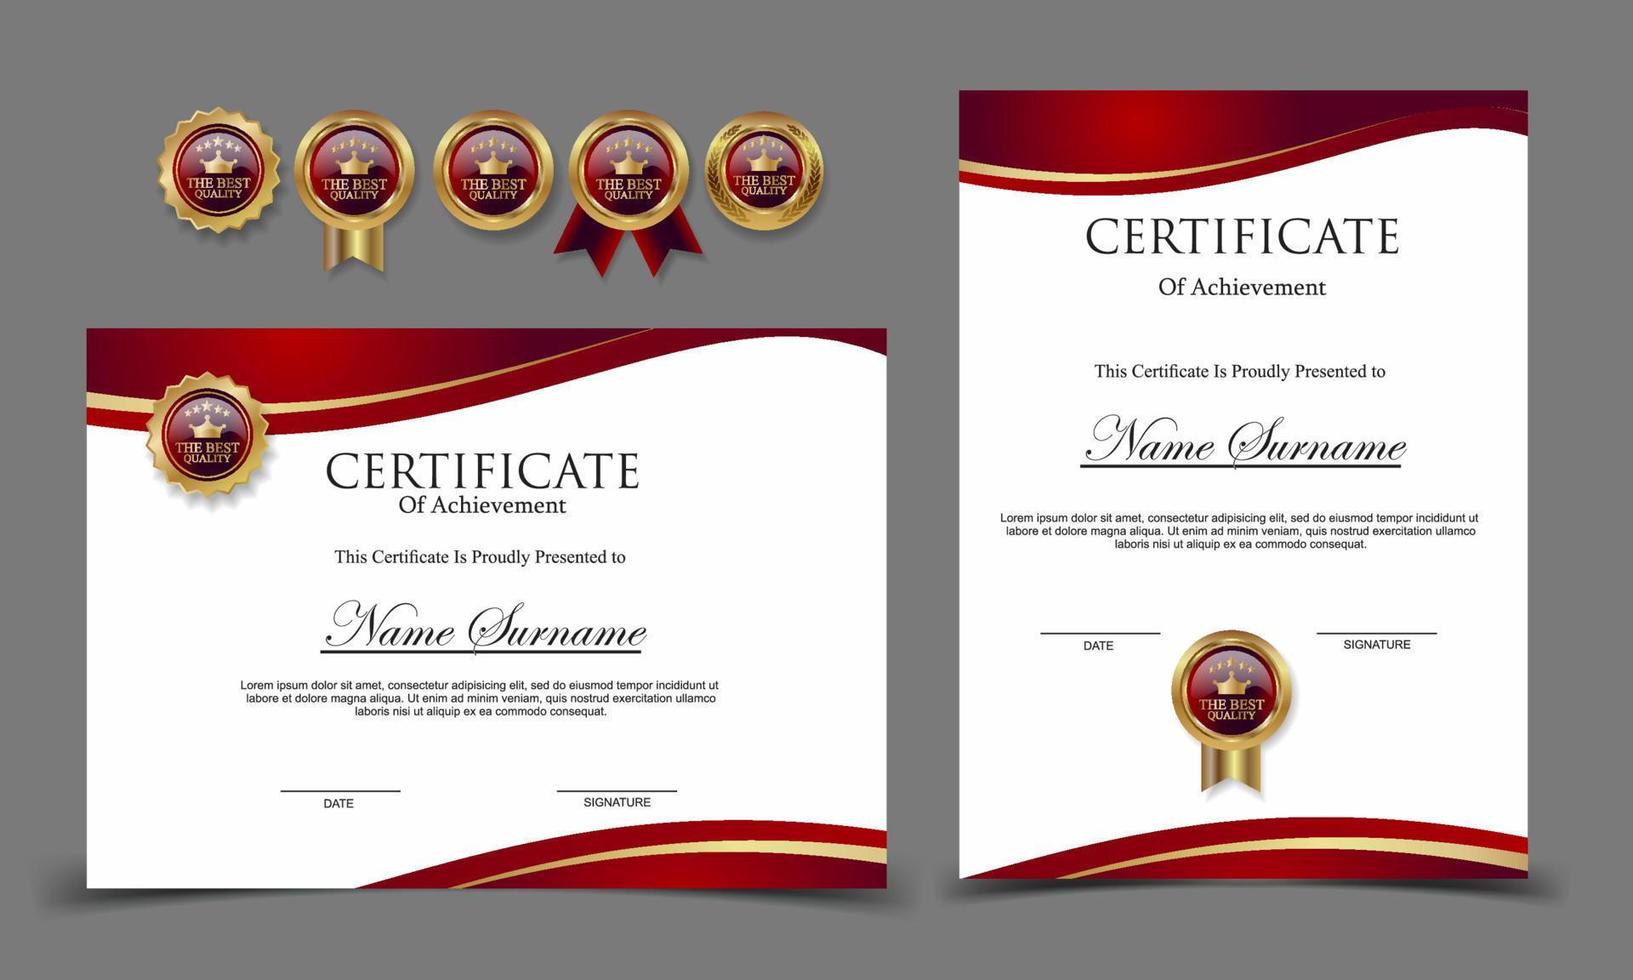 THE BEST
QUALITY
THE BEST
QUALITY
THE BEST
QUALITY
THE BEST
QUALITY
THE BEST
QUALITY
THE BEST
QUALITY
CERTIFICATE
Of Achievement
This Certificate Is Proudly Presented to
Name Surname
Lorem ipsum dolor sit amet, consectetur adipisicing elit, sed do eiusmod tempor incididunt ut
labore et dolore magna aliqua. Ut enim ad minim veniam, quis nostrud exercitation ullamco
laboris nisi ut aliquip ex ea commodo consequat.
DATE
SIGNATURE
CERTIFICATE
Of Achievement
This Certificate Is Proudly Presented to
Name Surname
Lorem ipsum dolor sit amet, consectetur adipisicing elit, sed do eiusmod tempor incididunt ut
labore et dolore magna aliqua. Ut enim ad minim veniam, quis nostrud exercitation ullamco
laboris nisi ut aliquip ex ea commodo consequat.
DATE
SIGNATURE
THE BEST
QUALITY